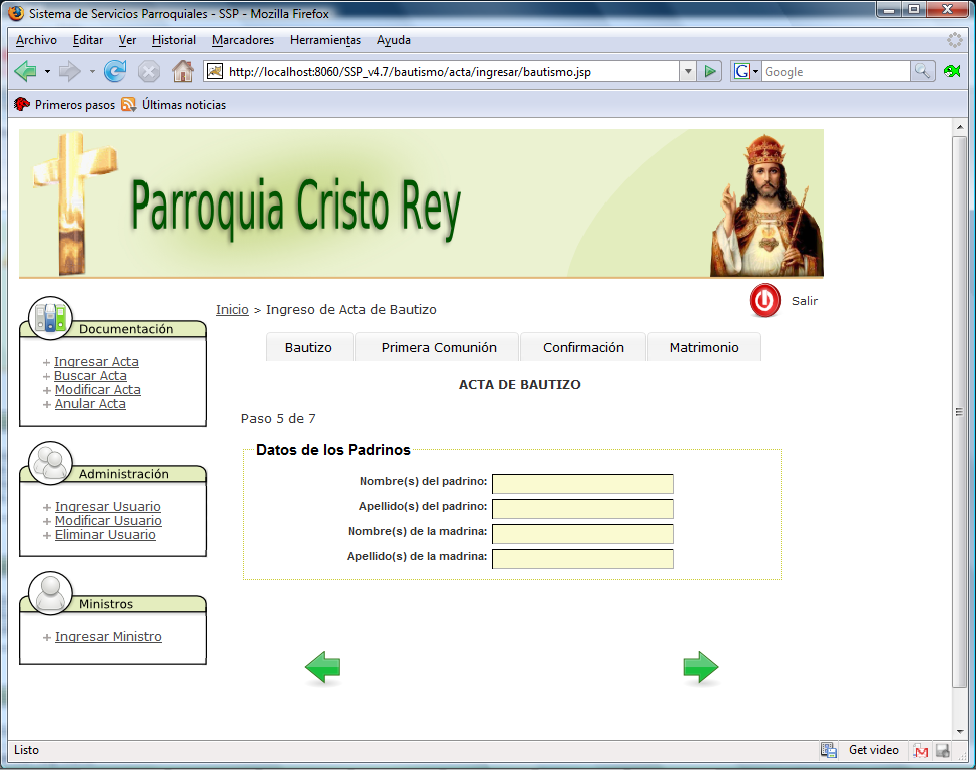 Sistema de Servicios Parroquiales - SSP - Mozilla Firefox
Archivo Editar Ver Historial Marcadores Herramientas Ayuda
http://localhost:8060/SSP_v4.7/bautismo/acta/ingresar/bautismo.jsp
G Google
Primeros pasos Últimas noticias
Parroquia Cristo Rey
Salir
Inicio > Ingreso de Acta de Bautizo
Documentación
+ Ingresar Acta
+ Buscar Acta
+ Modificar Acta
+ Anular Acta
Administración
+ Ingresar Usuario
+ Modificar Usuario
+ Eliminar Usuario
Ministros
+ Ingresar Ministro
Bautizo Primera Comunión Confirmación Matrimonio
ACTA DE BAUTIZO
Paso 5 de 7
Datos de los Padrinos
Nombre(s) del padrino:
Apellido(s) del padrino:
Nombre(s) de la madrina:
Apellido(s) de la madrina:
Listo
Get video